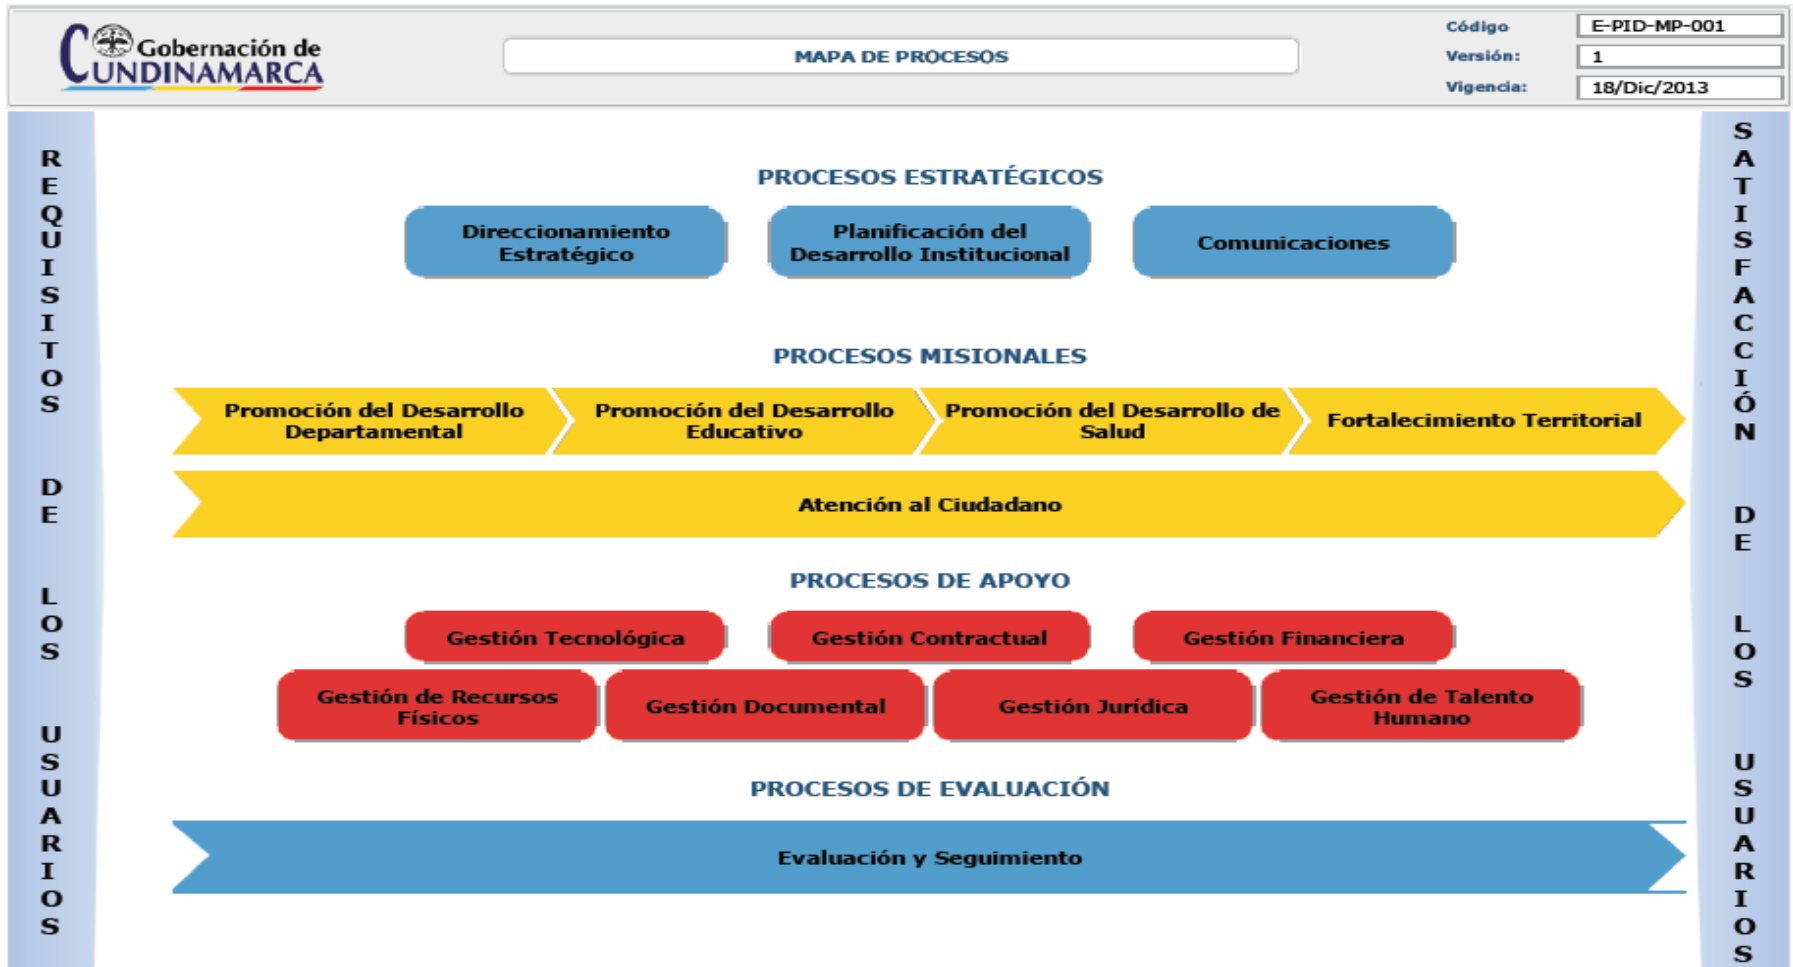 Gobernación de
CUNDINAMARCA
MAPA DE PROCESOS
Código
E-PID-MP-001
Versión:
1
Vigencia:
18/Dic/2013
REQUISITOS DE LOS USUARIOS
PROCESOS ESTRATÉGICOS
Direccionamiento
Estratégico
Planificación del
Desarrollo Institucional
Comunicaciones
PROCESOS MISIONALES
Promoción del Desarrollo
Departamental
Promoción del Desarrollo
Educativo
Promoción del Desarrollo de
Salud
Fortalecimiento Territorial
Atención al Ciudadano
PROCESOS DE APOYO
Gestión Tecnológica
Gestión Contractual
Gestión Financiera
Gestión de Recursos
Físicos
Gestión Documental
Gestión Jurídica
Gestión de Talento
Humano
PROCESOS DE EVALUACIÓN
Evaluación y Seguimiento
SATISFACCIÓN DE LOS USUARIOS